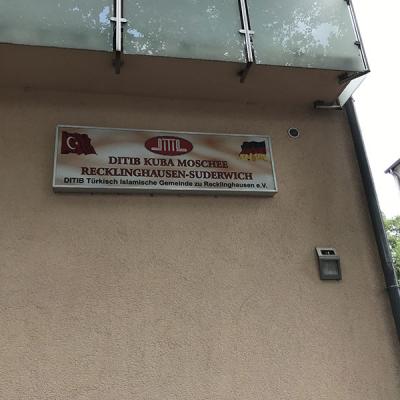 DITIB
DITIB KUBA MOSCHEE
RECKLINGHAUSEN-SUDERWICH
DITIB Türkisch Islamische Gemeinde zu Recklinghausen e.V.